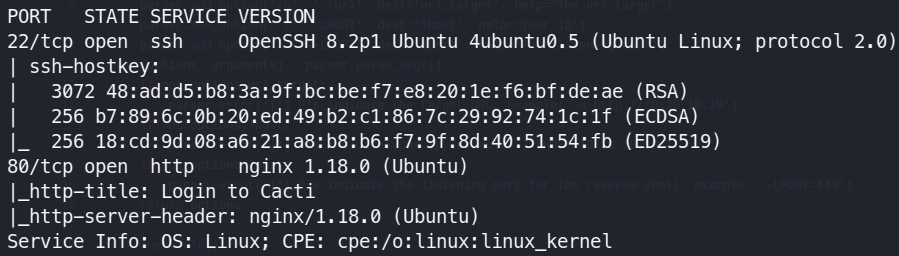 PORT   STATE SERVICE VERSION
22/tcp open  ssh     OpenSSH 8.2p1 Ubuntu 4ubuntu0.5 (Ubuntu Linux; protocol 2.0)
| ssh-hostkey:
|   3072 48:ad:d5:b8:3a:9f:bc:be:f7:e8:20:1e:f6:bf:de:ae (RSA)
|   256 b7:89:6c:0b:20:ed:49:b2:c1:86:7c:29:92:74:1c:1f (ECDSA)
|_  256 18:cd:9d:08:a6:21:a8:b8:b6:f7:9f:8d:40:51:54:fb (ED25519)
80/tcp open  http    nginx 1.18.0 (Ubuntu)
|_http-title: Login to Cacti
|_http-server-header: nginx/1.18.0 (Ubuntu)
Service Info: OS: Linux; CPE: cpe:/o:linux:linux_kernel